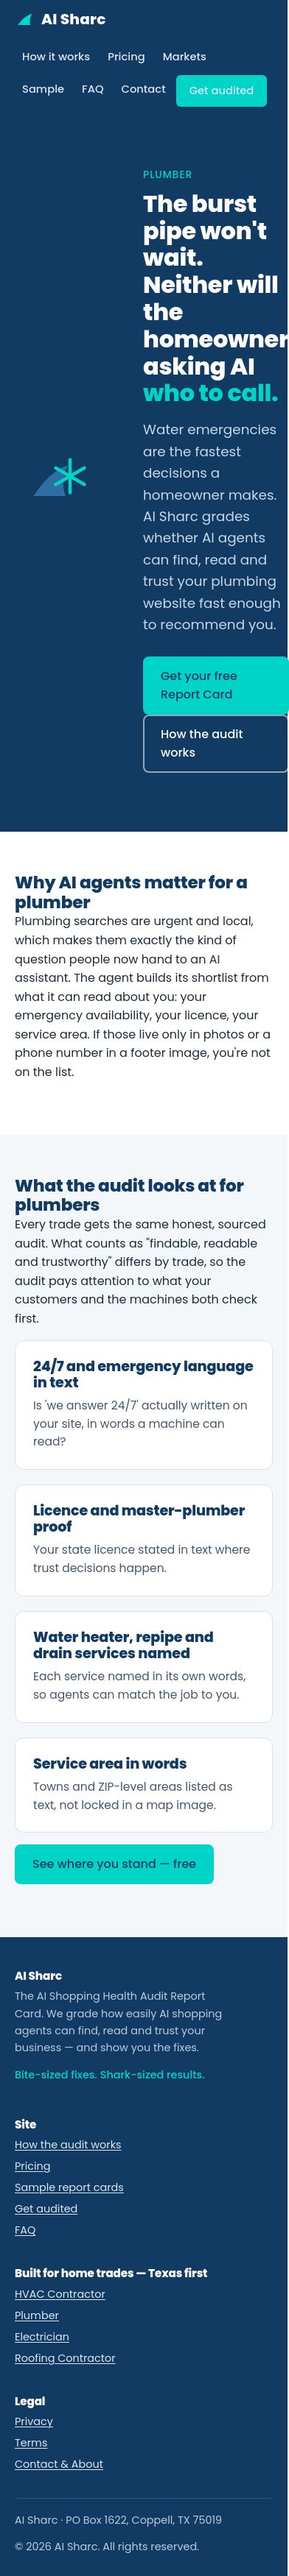 AI Sharc
How it works Pricing Markets
Sample FAQ Contact Get audited
PLUMBER
The burst
pipe won't
wait.
Neither will
the
homeowner
asking AI
who to call.
Water emergencies
are the fastest
decisions a
homeowner makes.
AI Sharc grades
whether AI agents
can find, read and
trust your plumbing
website fast enough
to recommend you.
Get your free
Report Card
How the audit
works
Why AI agents matter for a
plumber
Plumbing searches are urgent and local,
which makes them exactly the kind of
question people now hand to an AI
assistant. The agent builds its shortlist from
what it can read about you: your
emergency availability, your licence, your
service area. If those live only in photos or a
phone number in a footer image, you're not
on the list.
What the audit looks at for
plumbers
Every trade gets the same honest, sourced
audit. What counts as "findable, readable
and trustworthy" differs by trade, so the
audit pays attention to what your
customers and the machines both check
first.
24/7 and emergency language
in text
Is 'we answer 24/7' actually written on
your site, in words a machine can
read?
Licence and master-plumber
proof
Your state licence stated in text where
trust decisions happen.
Water heater, repipe and
drain services named
Each service named in its own words,
so agents can match the job to you.
Service area in words
Towns and ZIP-level areas listed as
text, not locked in a map image.
See where you stand — free
AI Sharc
The AI Shopping Health Audit Report
Card. We grade how easily AI shopping
agents can find, read and trust your
business — and show you the fixes.
Bite-sized fixes. Shark-sized results.
Site
How the audit works
Pricing
Sample report cards
Get audited
FAQ
Built for home trades — Texas first
HVAC Contractor
Plumber
Electrician
Roofing Contractor
Legal
Privacy
Terms
Contact & About
AI Sharc · PO Box 1622, Coppell, TX 75019
© 2026 AI Sharc. All rights reserved.